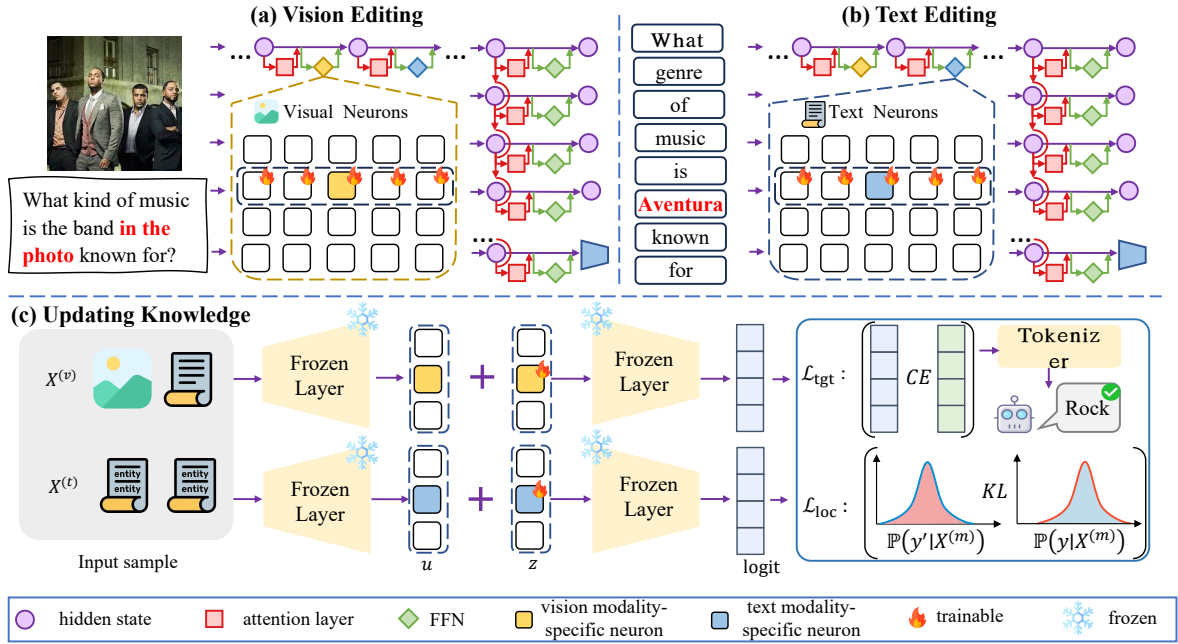 (a) Vision Editing
(b) Text Editing
...
...
...
...
What
genre
of
music
is
Aventura
known
for
Visual Neurons
Text Neurons
What kind of music
is the band in the
photo known for?
...
...
(c) Updating Knowledge
X^(v)
X^(t)
entity
entity
entity
entity
Input sample
Frozen
Layer
Frozen
Layer
Frozen
Layer
Frozen
Layer
+
+
u
z
logit
ℒ_tgt :
CE
Tokeniz
er
Rock
ℒ_loc :
KL
ℙ(y′|X^(m))
ℙ(y|X^(m))
hidden state
attention layer
FFN
vision modality-
specific neuron
text modality-
specific neuron
trainable
frozen